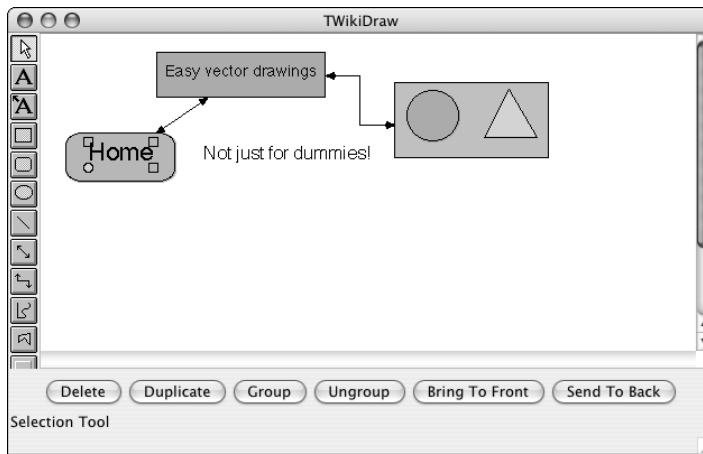 TWikiDraw
A
A
Easy vector drawings
Home
Not just for dummies!
Delete Duplicate Group Ungroup Bring To Front Send To Back
Selection Tool